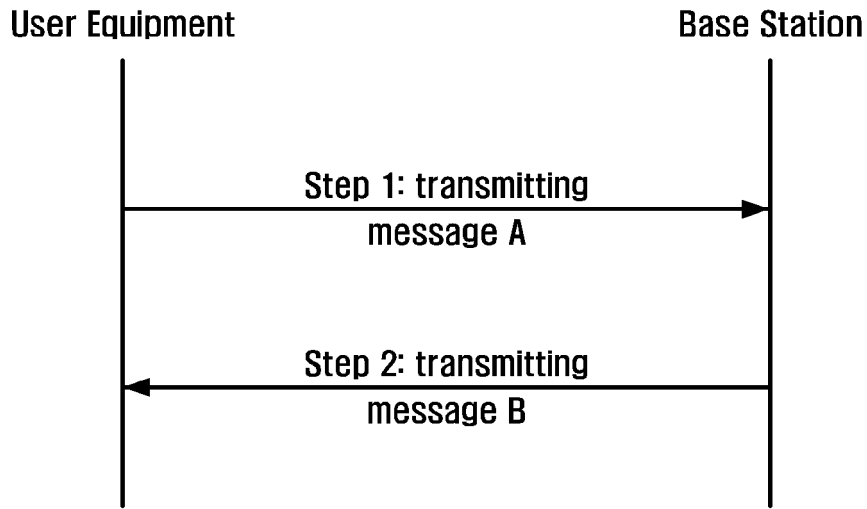 User Equipment
Base Station
Step 1: transmitting
message A
Step 2: transmitting
message B